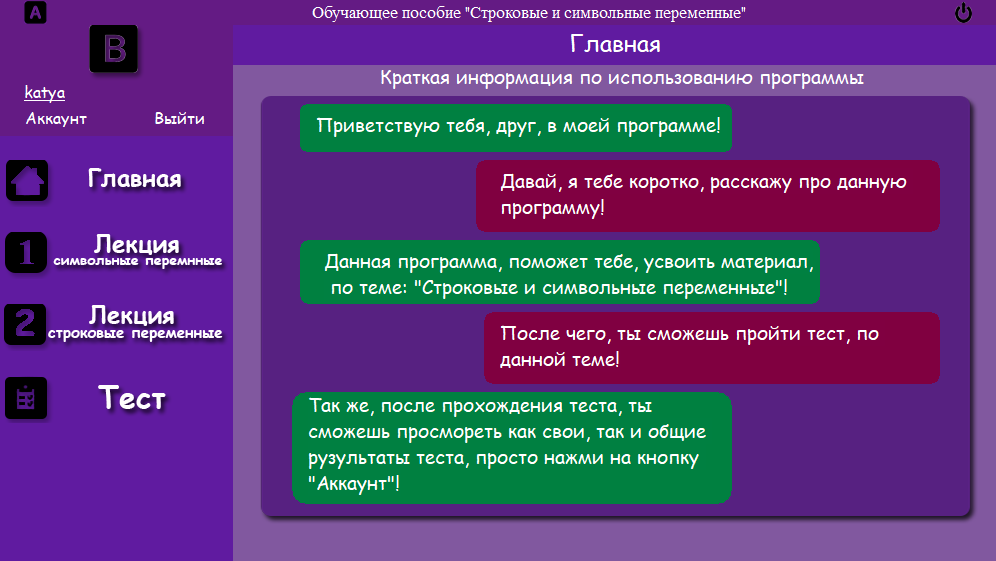 A
Обучающее пособие "Строковые и символьные переменные"
B
katya
Аккаунт
Выйти
Главная
1
Лекция
символьные перемнные
2
Лекция
строковые переменные
Тест
Главная
Краткая информация по использованию программы
Приветствую тебя, друг, в моей программе!
Давай, я тебе коротко, расскажу про данную
программу!
Данная программа, поможет тебе, усвоить материал,
по теме: "Строковые и символьные переменные"!
После чего, ты сможешь пройти тест, по
данной теме!
Так же, после прохождения теста, ты
сможешь просмореть как свои, так и общие
рузультаты теста, просто нажми на кнопку
"Аккаунт"!